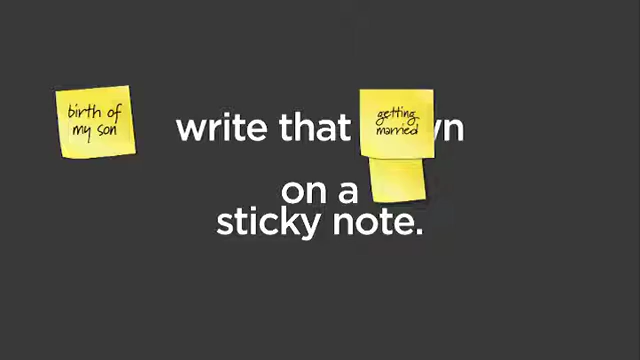 birth of
my son
write that
getting
married
on a
sticky note.